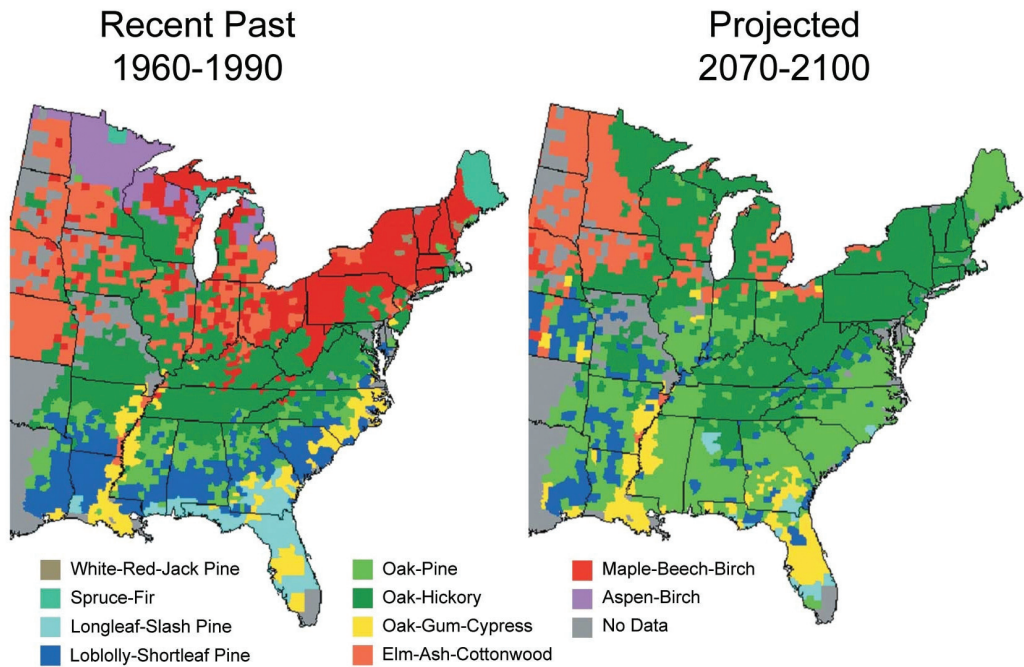 Recent Past
1960-1990
Projected
2070-2100
White-Red-Jack Pine
Spruce-Fir
Longleaf-Slash Pine
Loblolly-Shortleaf Pine
Oak-Pine
Oak-Hickory
Oak-Gum-Cypress
Elm-Ash-Cottonwood
Maple-Beech-Birch
Aspen-Birch
No Data